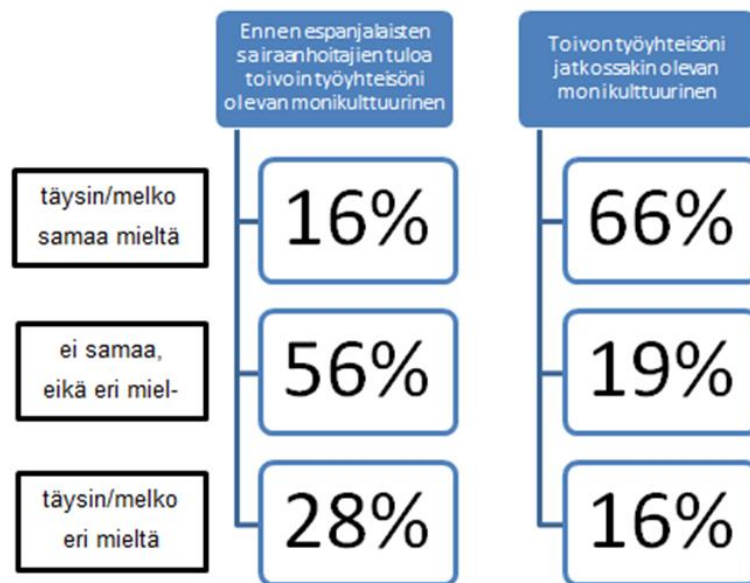 Ennen espanjalaisten
sairaanhoitajien tuloa
toivoin työyhteisöni
olevan monikulttuurinen
Toivon työyhteisöni
jatkossakin olevan
monikulttuurinen
täysin/melko
samaa mieltä
16%
66%
ei samaa,
eikä eri miel-
56%
19%
täysin/melko
eri mieltä
28%
16%